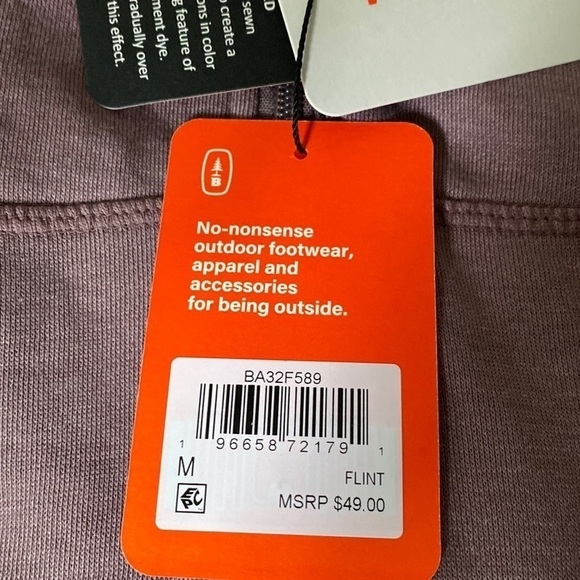 sewn
o create a
ons in color
g feature of
ment dye.
radually over
this effect.
B
No-nonsense
outdoor footwear,
apparel and
accessories
for being outside.
BA32F589
1 96658 72179 1
M
FLINT
EPC
MSRP $49.00